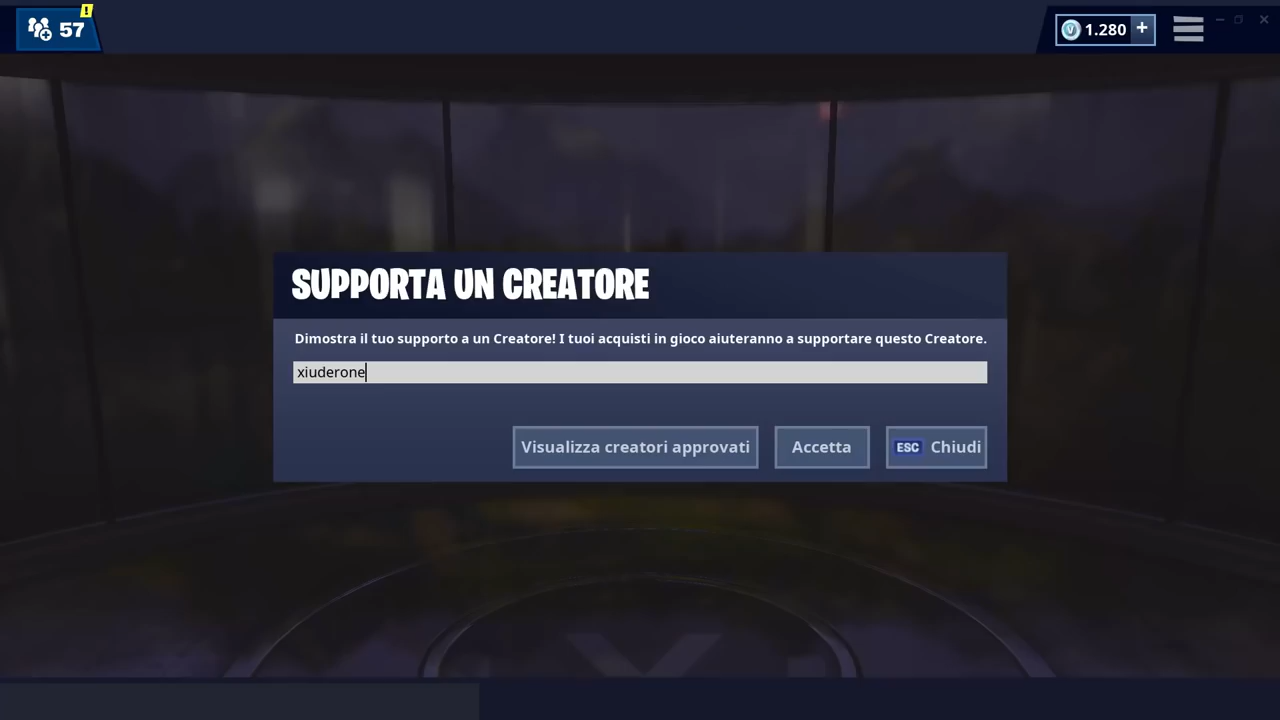 57
!
1.280 +
SUPPORTA UN CREATORE
Dimostra il tuo supporto a un Creatore! I tuoi acquisti in gioco aiuteranno a supportare questo Creatore.
xiuderone
Visualizza creatori approvati
Accetta
ESC Chiudi